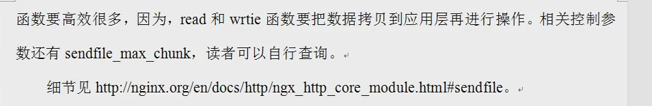 函数要高效很多，因为，read 和 wrtie 函数要把数据拷贝到应用层再进行操作。相关控制参
数还有 sendfile_max_chunk，读者可以自行查询。
细节见 http://nginx.org/en/docs/http/ngx_http_core_module.html#sendfile。